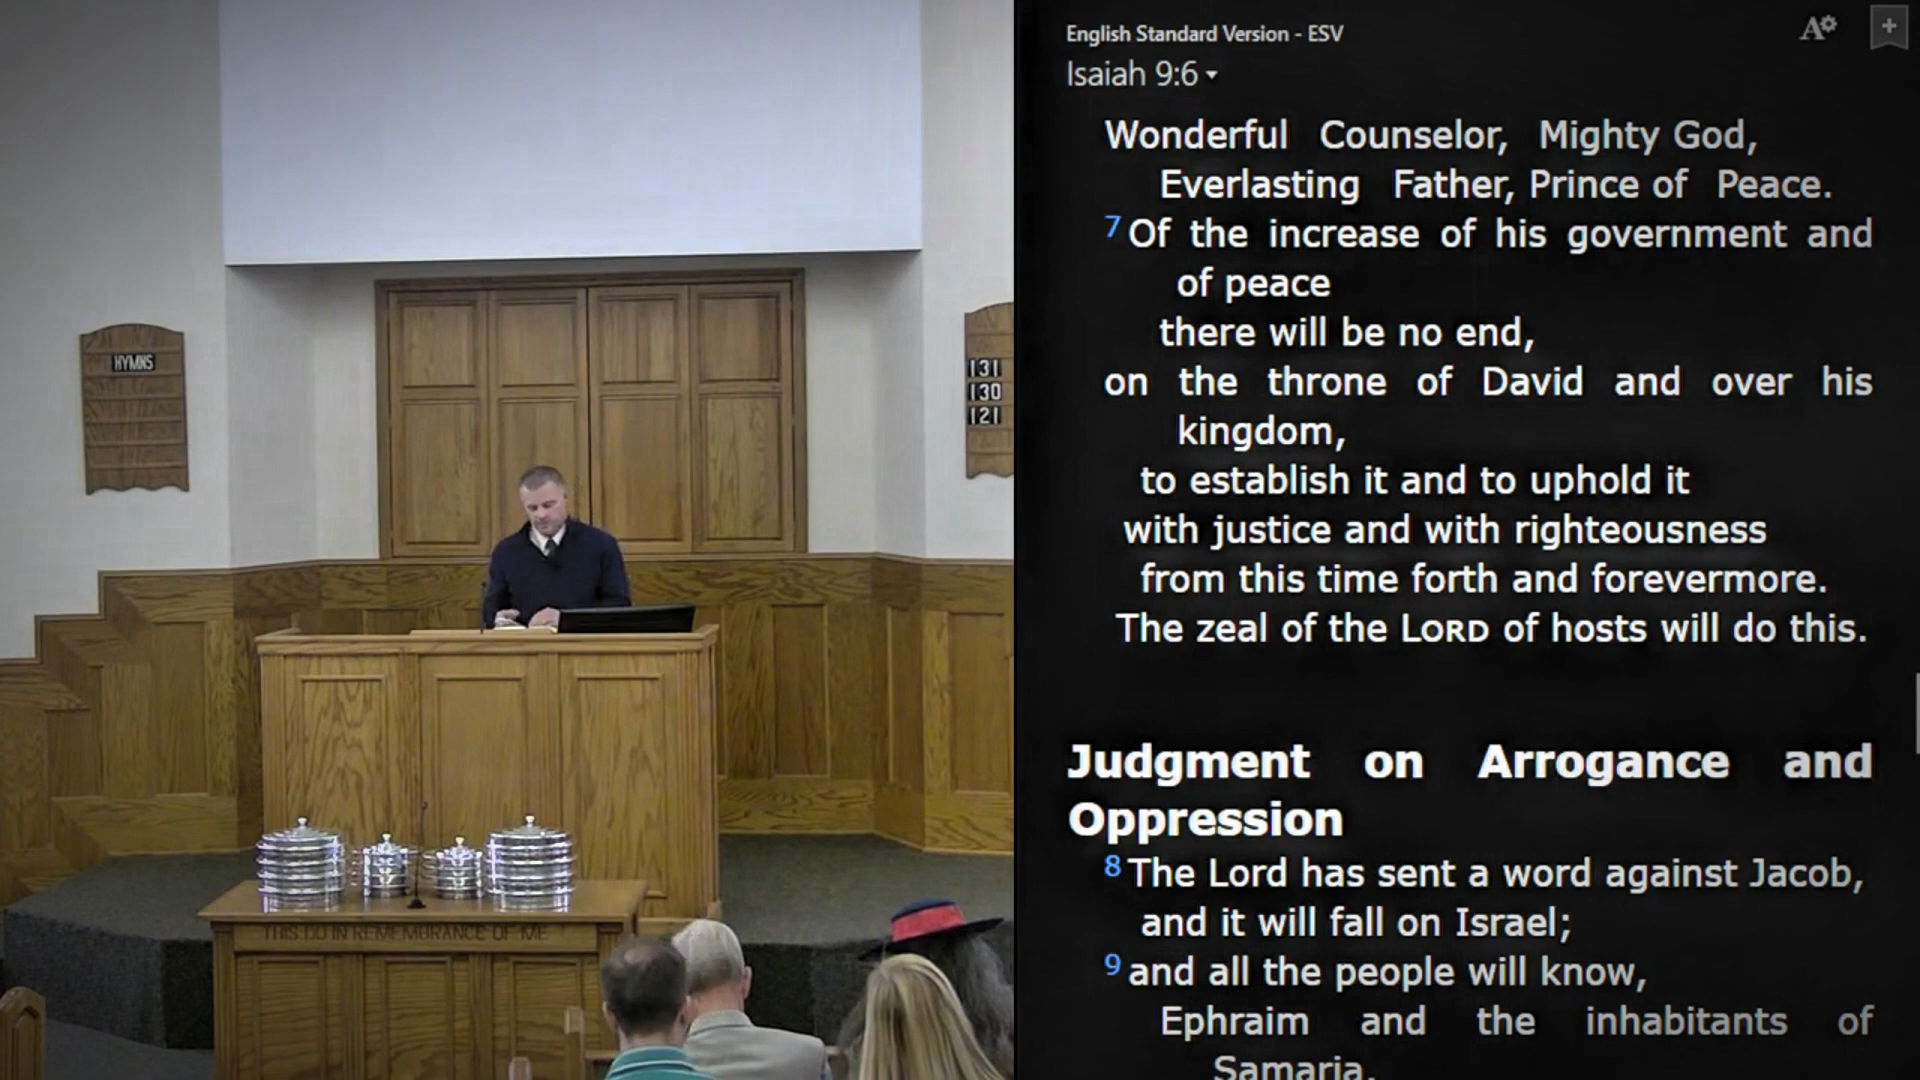 HYMNS
131
130
121
THIS DO IN REMEMBRANCE OF ME
English Standard Version - ESV
Isaiah 9:6
Wonderful Counselor, Mighty God,
Everlasting Father, Prince of Peace.
7 Of the increase of his government and
of peace
there will be no end,
on the throne of David and over his
kingdom,
to establish it and to uphold it
with justice and with righteousness
from this time forth and forevermore.
The zeal of the LORD of hosts will do this.
Judgment on Arrogance and
Oppression
8 The Lord has sent a word against Jacob,
and it will fall on Israel;
9 and all the people will know,
Ephraim and the inhabitants of
Samaria,